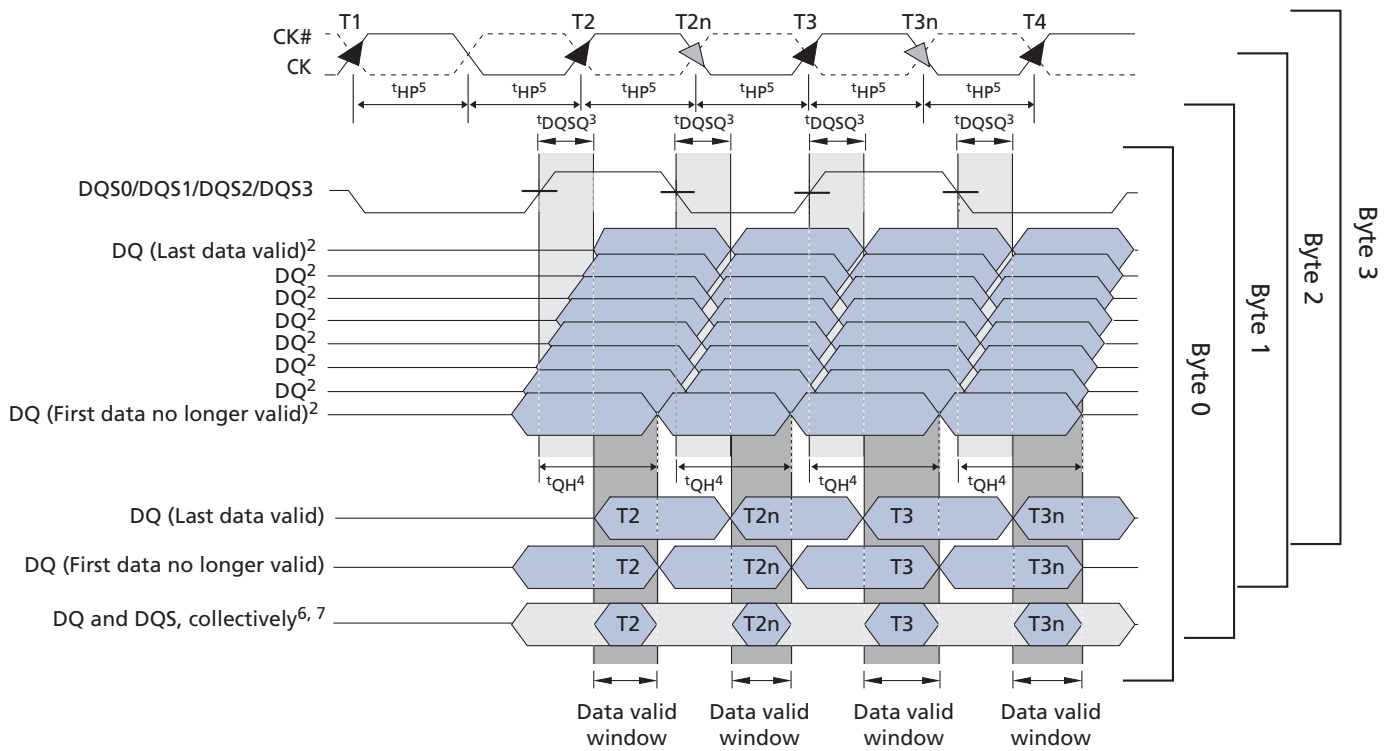 T1 T2 T2n T3 T3n T4
CK#
CK
tHP5 tHP5 tHP5 tHP5 tHP5 tHP5
tDQSQ3 tDQSQ3 tDQSQ3 tDQSQ3
DQS0/DQS1/DQS2/DQS3
DQ (Last data valid)2
DQ2
DQ2
DQ2
DQ2
DQ2
DQ2
DQ (First data no longer valid)2
tQH4 tQH4 tQH4 tQH4
DQ (Last data valid) T2 T2n T3 T3n
DQ (First data no longer valid) T2 T2n T3 T3n
DQ and DQS, collectively6, 7 T2 T2n T3 T3n
Data valid window
Data valid window
Data valid window
Data valid window
Byte 0
Byte 1
Byte 2
Byte 3